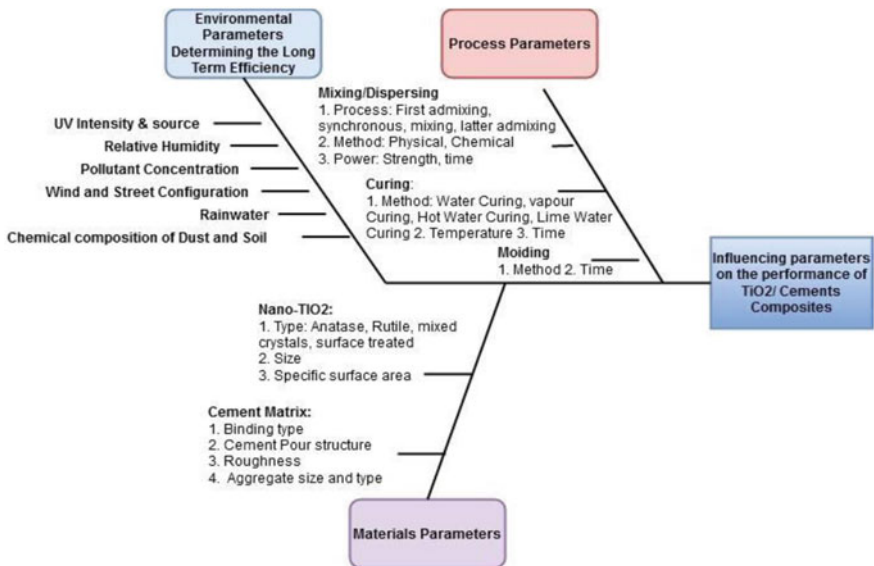 Environmental
Parameters
Determining the Long
Term Efficiency
Process Parameters
UV Intensity & source
Relative Humidity
Pollutant Concentration
Wind and Street Configuration
Rainwater
Chemical composition of Dust and Soil
Mixing/Dispersing
1. Process: First admixing,
synchronous, mixing, latter admixing
2. Method: Physical, Chemical
3. Power: Strength, time
Curing:
1. Method: Water Curing, vapour
Curing, Hot Water Curing, Lime Water
Curing 2. Temperature 3. Time
Molding
1. Method 2. Time
Influencing parameters
on the performance of
TiO2/ Cements
Composites
Nano-TIO2:
1. Type: Anatase, Rutile, mixed
crystals, surface treated
2. Size
3. Specific surface area
Cement Matrix:
1. Binding type
2. Cement Pour structure
3. Roughness
4. Aggregate size and type
Materials Parameters